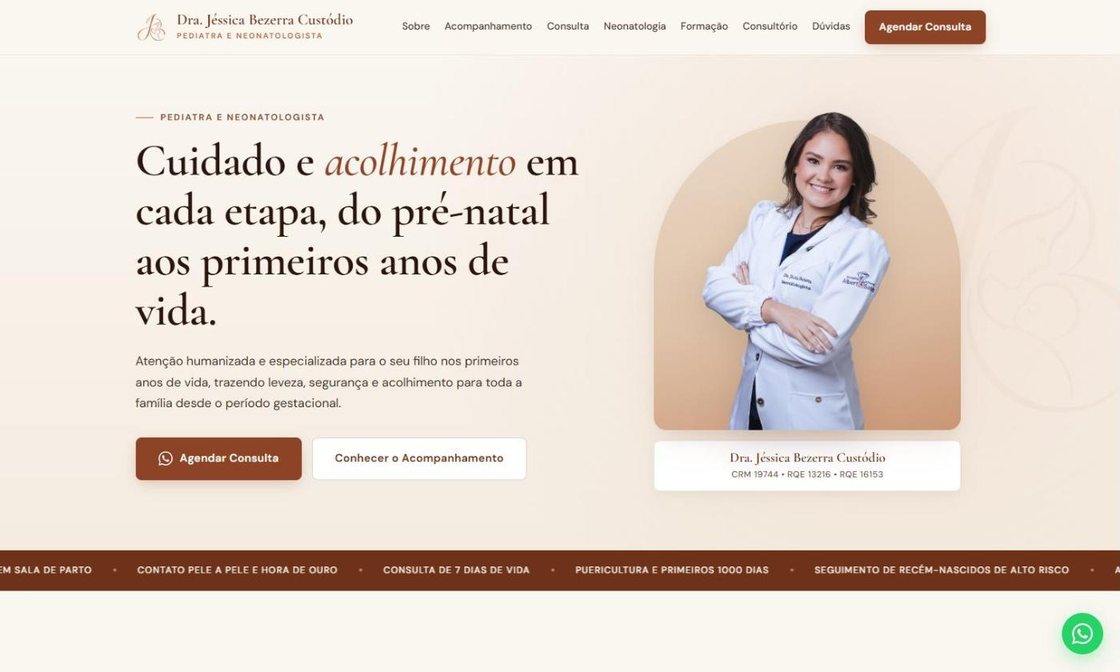 Dra. Jéssica Bezerra Custódio
PEDIATRA E NEONATOLOGISTA
Sobre
Acompanhamento
Consulta
Neonatologia
Formação
Consultório
Dúvidas
Agendar Consulta
PEDIATRA E NEONATOLOGISTA
Cuidado e acolhimento em
cada etapa, do pré-natal
aos primeiros anos de
vida.
Atenção humanizada e especializada para o seu filho nos primeiros
anos de vida, trazendo leveza, segurança e acolhimento para toda a
família desde o período gestacional.
Agendar Consulta
Conhecer o Acompanhamento
Dra. Jéssica Bezerra Custódio
CRM 19744 • RQE 13216 • RQE 16153
EM SALA DE PARTO • CONTATO PELE A PELE E HORA DE OURO • CONSULTA DE 7 DIAS DE VIDA • PUERICULTURA E PRIMEIROS 1000 DIAS • SEGUIMENTO DE RECÉM-NASCIDOS DE ALTO RISCO •